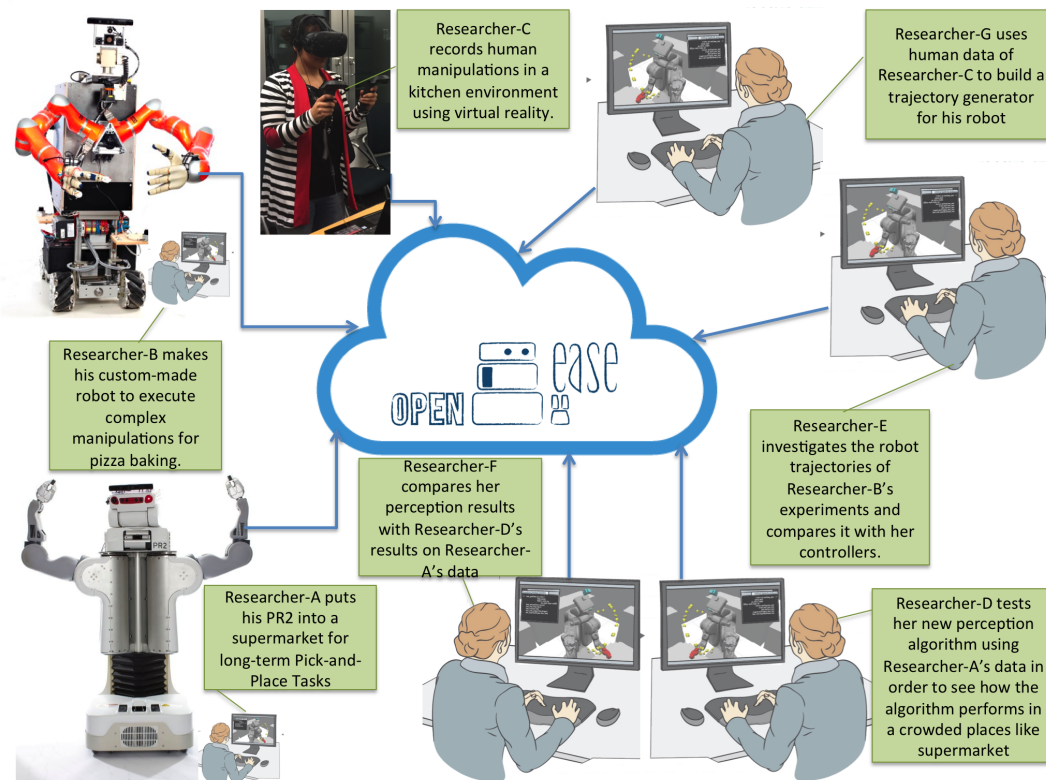 Researcher-C
records human
manipulations in a
kitchen environment
using virtual reality.
Researcher-G uses
human data of
Researcher-C to build a
trajectory generator
for his robot
Researcher-B makes
his custom-made
robot to execute
complex
manipulations for
pizza baking.
OPEN
ease
Researcher-E
investigates the robot
trajectories of
Researcher-B's
experiments and
compares it with her
controllers.
Researcher-F
compares her
perception results
with Researcher-D's
results on Researcher-
A's data
PR2
Researcher-A puts
his PR2 into a
supermarket for
long-term Pick-and-
Place Tasks
Researcher-D tests
her new perception
algorithm using
Researcher-A's data in
order to see how the
algorithm performs in
a crowded places like
supermarket